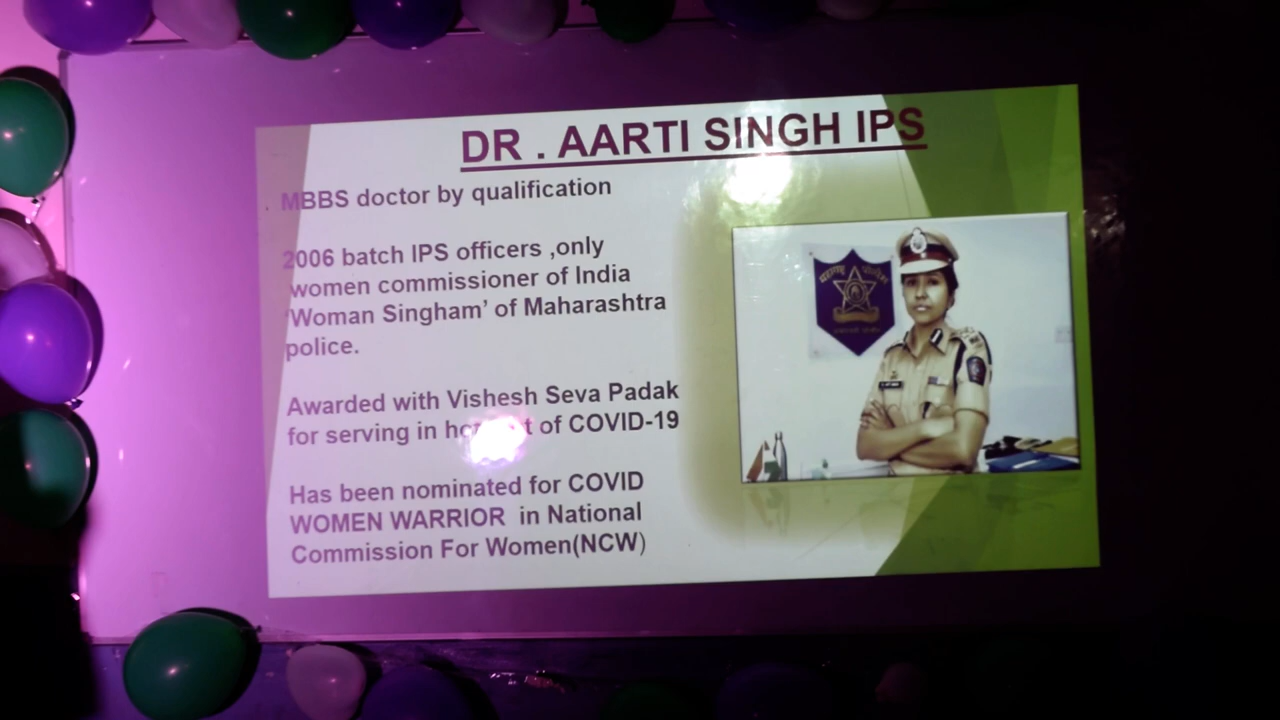 DR . AARTI SINGH IPS
MBBS doctor by qualification
2006 batch IPS officers ,only
women commissioner of India
‘Woman Singham’ of Maharashtra
police.
Awarded with Vishesh Seva Padak
for serving in of COVID-19
Has been nominated for COVID
WOMEN WARRIOR in National
Commission For Women(NCW)